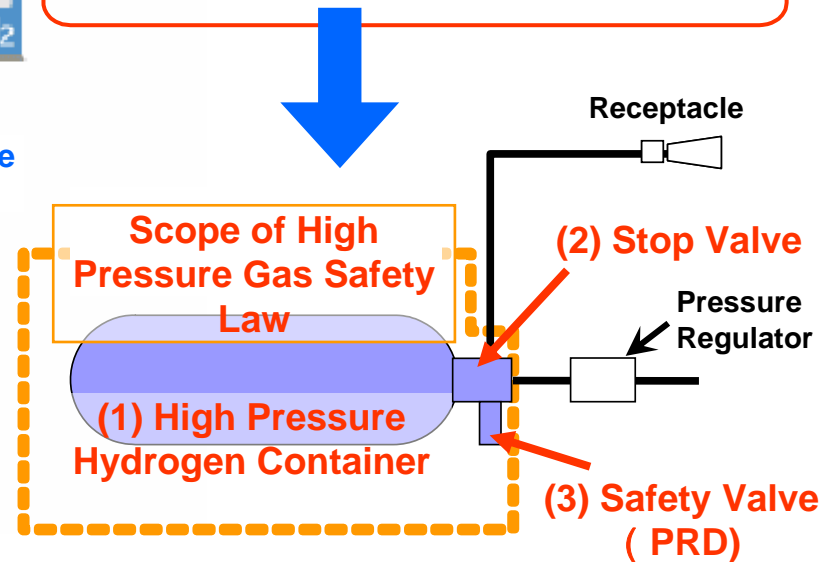 2
e
Receptacle
Scope of High
Pressure Gas Safety
Law
(2) Stop Valve
Pressure
Regulator
(1) High Pressure
Hydrogen Container
(3) Safety Valve
( PRD)